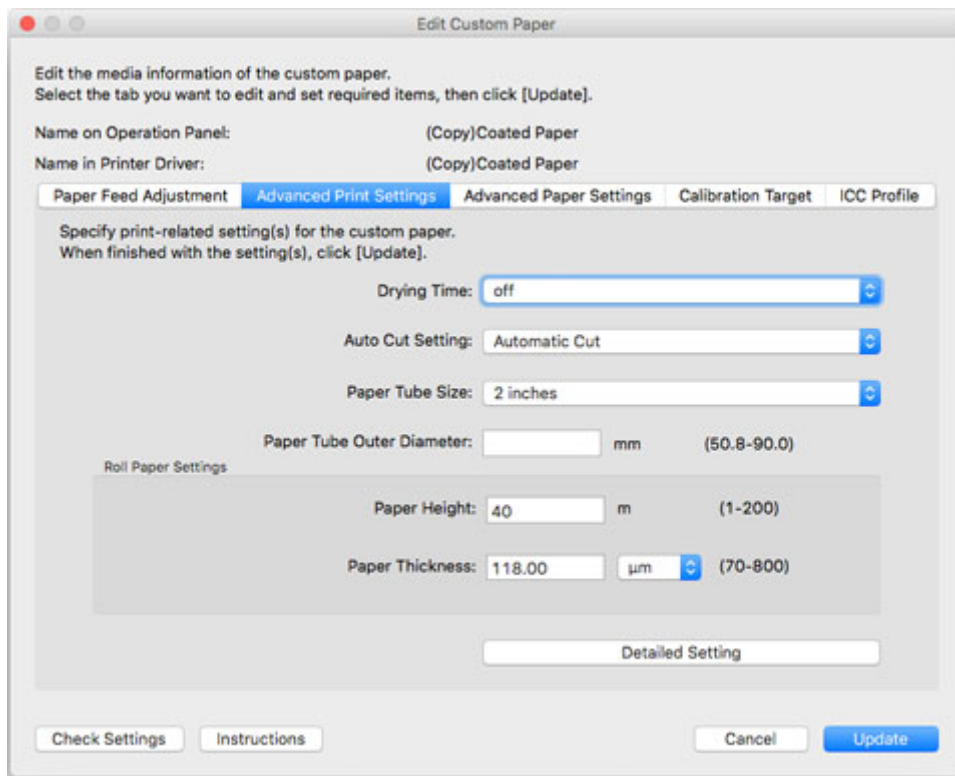 Edit Custom Paper
Edit the media information of the custom paper.
Select the tab you want to edit and set required items, then click [Update].
Name on Operation Panel: (Copy)Coated Paper
Name in Printer Driver: (Copy)Coated Paper
Paper Feed Adjustment Advanced Print Settings Advanced Paper Settings Calibration Target ICC Profile
Specify print-related setting(s) for the custom paper.
When finished with the setting(s), click [Update].
Drying Time: off
Auto Cut Setting: Automatic Cut
Paper Tube Size: 2 inches
Paper Tube Outer Diameter: mm (50.8-90.0)
Roll Paper Settings
Paper Height: 40 m (1-200)
Paper Thickness: 118.00 µm (70-800)
Detailed Setting
Check Settings Instructions Cancel Update